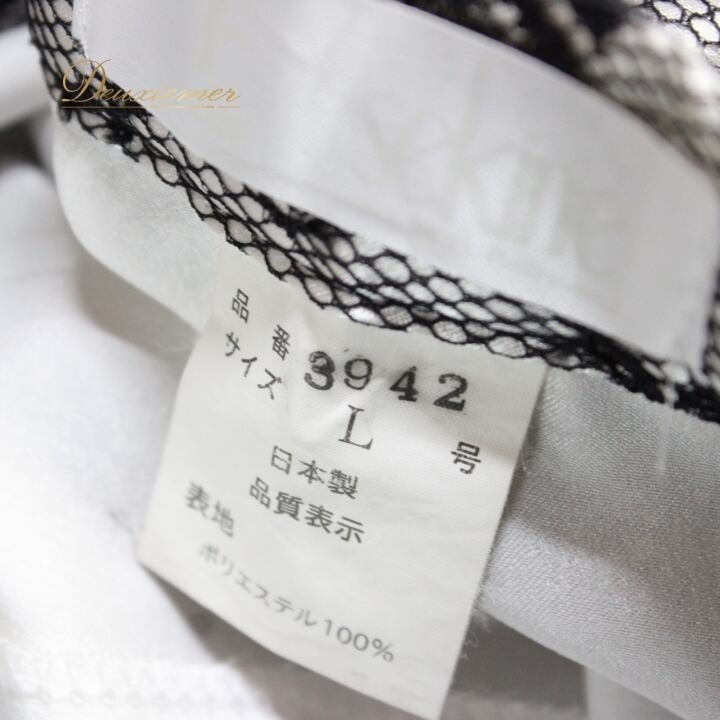 Deuxiemer
品番 3942
サイズ L 号
日本製
品質表示
表地
ポリエステル100%